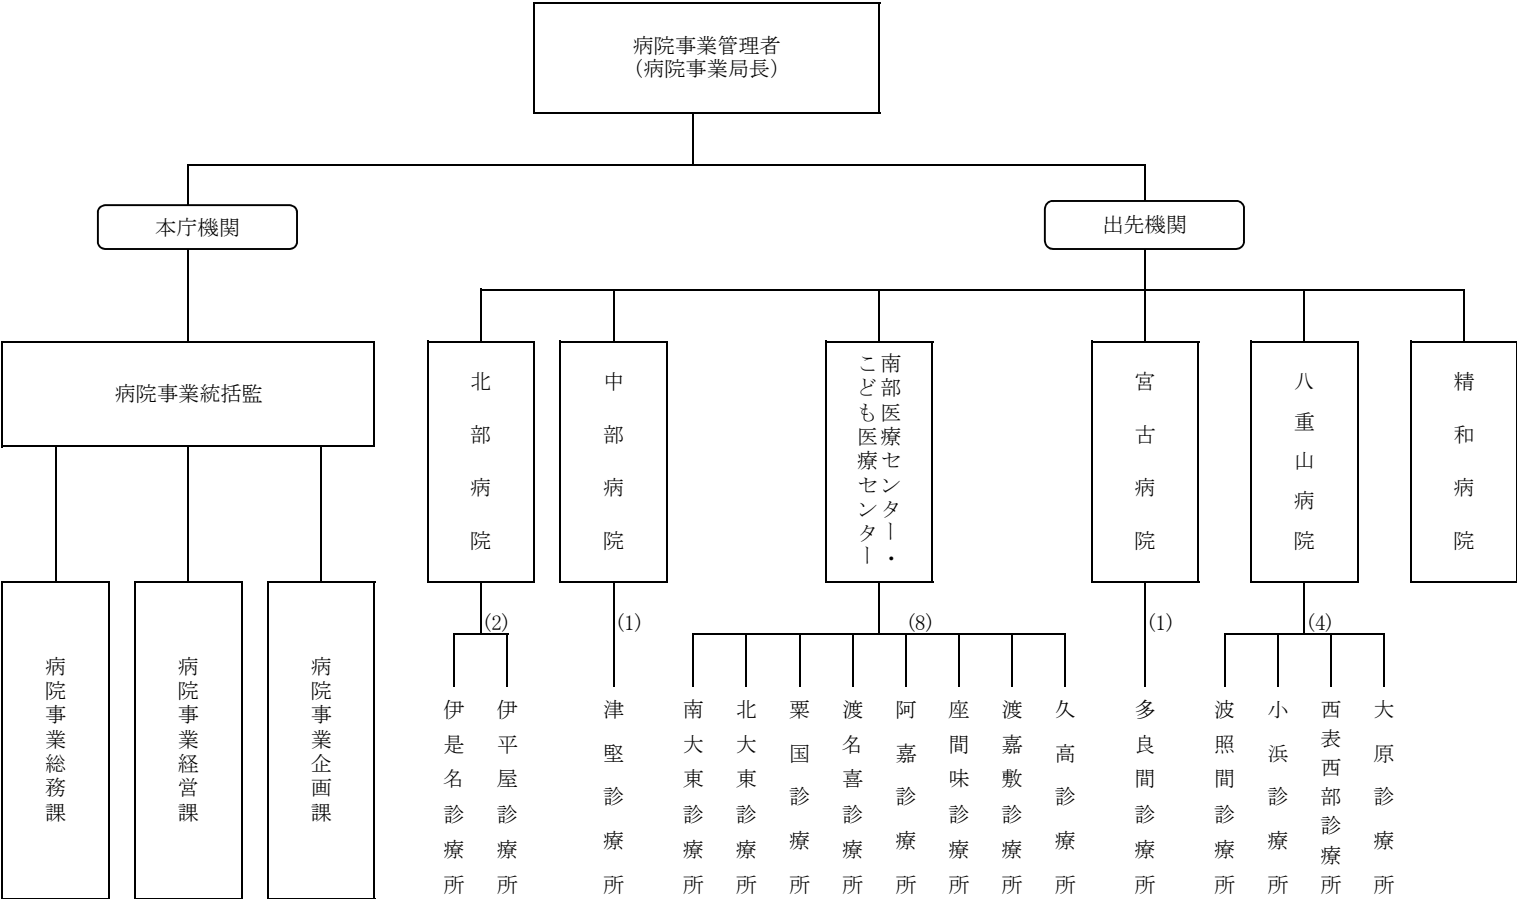 病院事業管理者
（病院事業局長）
本庁機関
出先機関
病院事業統括監
北部病院
中部病院
南部医療センター・
こども医療センター
宮古病院
八重山病院
精和病院
(2)
(1)
(8)
(1)
(4)
病院事業総務課
病院事業経営課
病院事業企画課
伊是名診療所
伊平屋診療所
津堅診療所
南大東診療所
北大東診療所
粟国診療所
渡名喜診療所
阿嘉診療所
座間味診療所
渡嘉敷診療所
久高診療所
多良間診療所
波照間診療所
小浜診療所
西表西部診療所
大原診療所